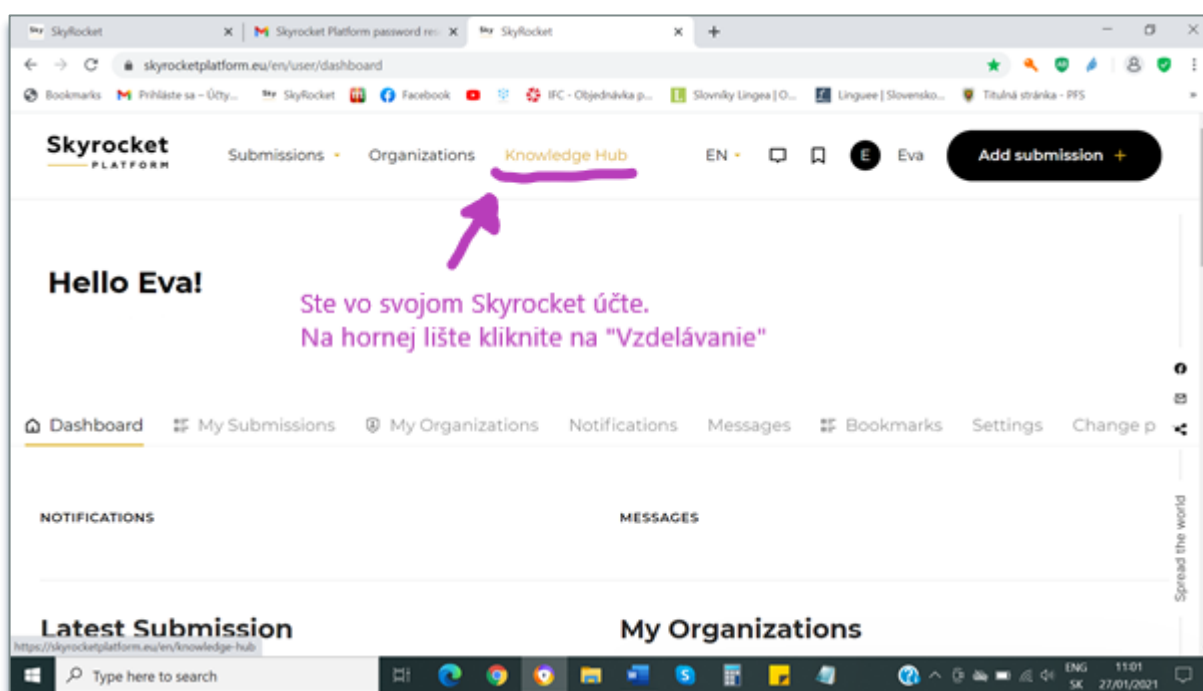 SkyRocket
Skyrocket Platform password res
SkyRocket
skyrocketplatform.eu/en/user/dashboard
Bookmarks Prihláste sa – Účty... SkyRocket Facebook IFC - Objednávka p... Slovníky Lingea | O... Linguee | Slovensko... Titulná stránka - PFS
Skyrocket
PLATFORM
Submissions Organizations Knowledge Hub EN E Eva Add submission +
Hello Eva!
Ste vo svojom Skyrocket účte.
Na hornej lište kliknite na "Vzdelávanie"
Dashboard My Submissions My Organizations Notifications Messages Bookmarks Settings Change p
NOTIFICATIONS MESSAGES
Spread the world
Latest Submission My Organizations
https://skyrocketplatform.eu/en/knowledge-hub
Type here to search
ENG 11:01
SK 27/01/2021